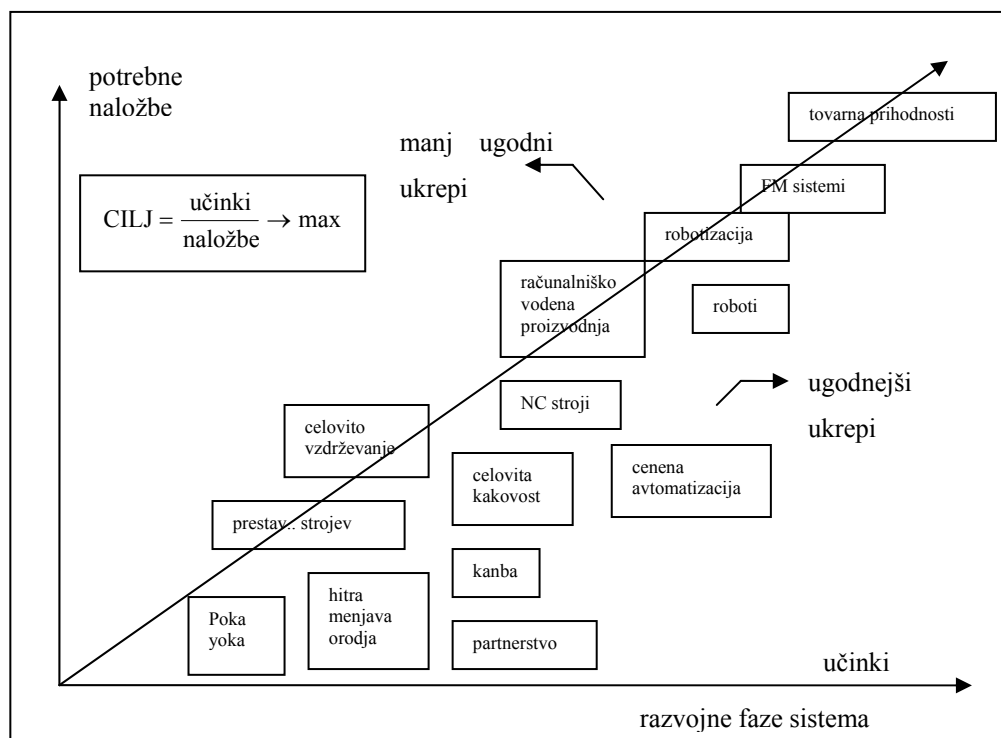 potrebne
naložbe
tovarna prihodnosti
manj ugodni
ukrepi
FM sistemi
CILJ = učinki / naložbe → max
robotizacija
računalniško
vodena
proizvodnja
roboti
ugodnejši
ukrepi
NC stroji
celovito
vzdrževanje
celovita
kakovost
cenena
avtomatizacija
prestav.. strojev
kanba
hitra
menjava
orodja
Poka
yoka
partnerstvo
učinki
razvojne faze sistema